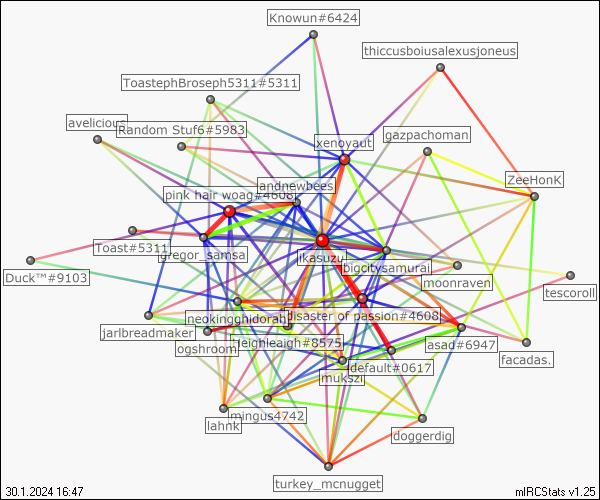 Knowun#6424
thiccusboiusalexusjoneus
ToastephBroseph5311#5311
avelicious
Random Stuf6#5983
xenoyaut
gazpachoman
ZeeHonK
andnewbees
pink hair woag#4608
Toast#5311
gregor_samsa
ikasuzu
bigcitysamurai
Duck™#9103
moonraven
tescoroll
neokingghidorah
disaster of passion#4608
jarlbreadmaker
ogshroom
Heighleigh#8575
asad#6947
facadas.
mukszi
default#0617
lahnk
mingus4742
doggerdig
turkey_mcnugget
30.1.2024 16:47
mIRCStats v1.25